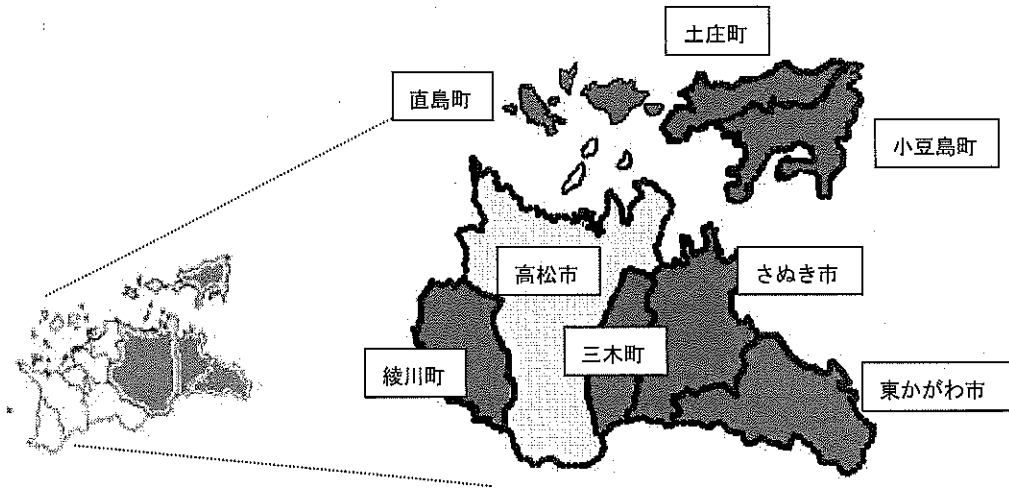 土庄町
直島町
小豆島町
高松市
さぬき市
三木町
綾川町
東かがわ市